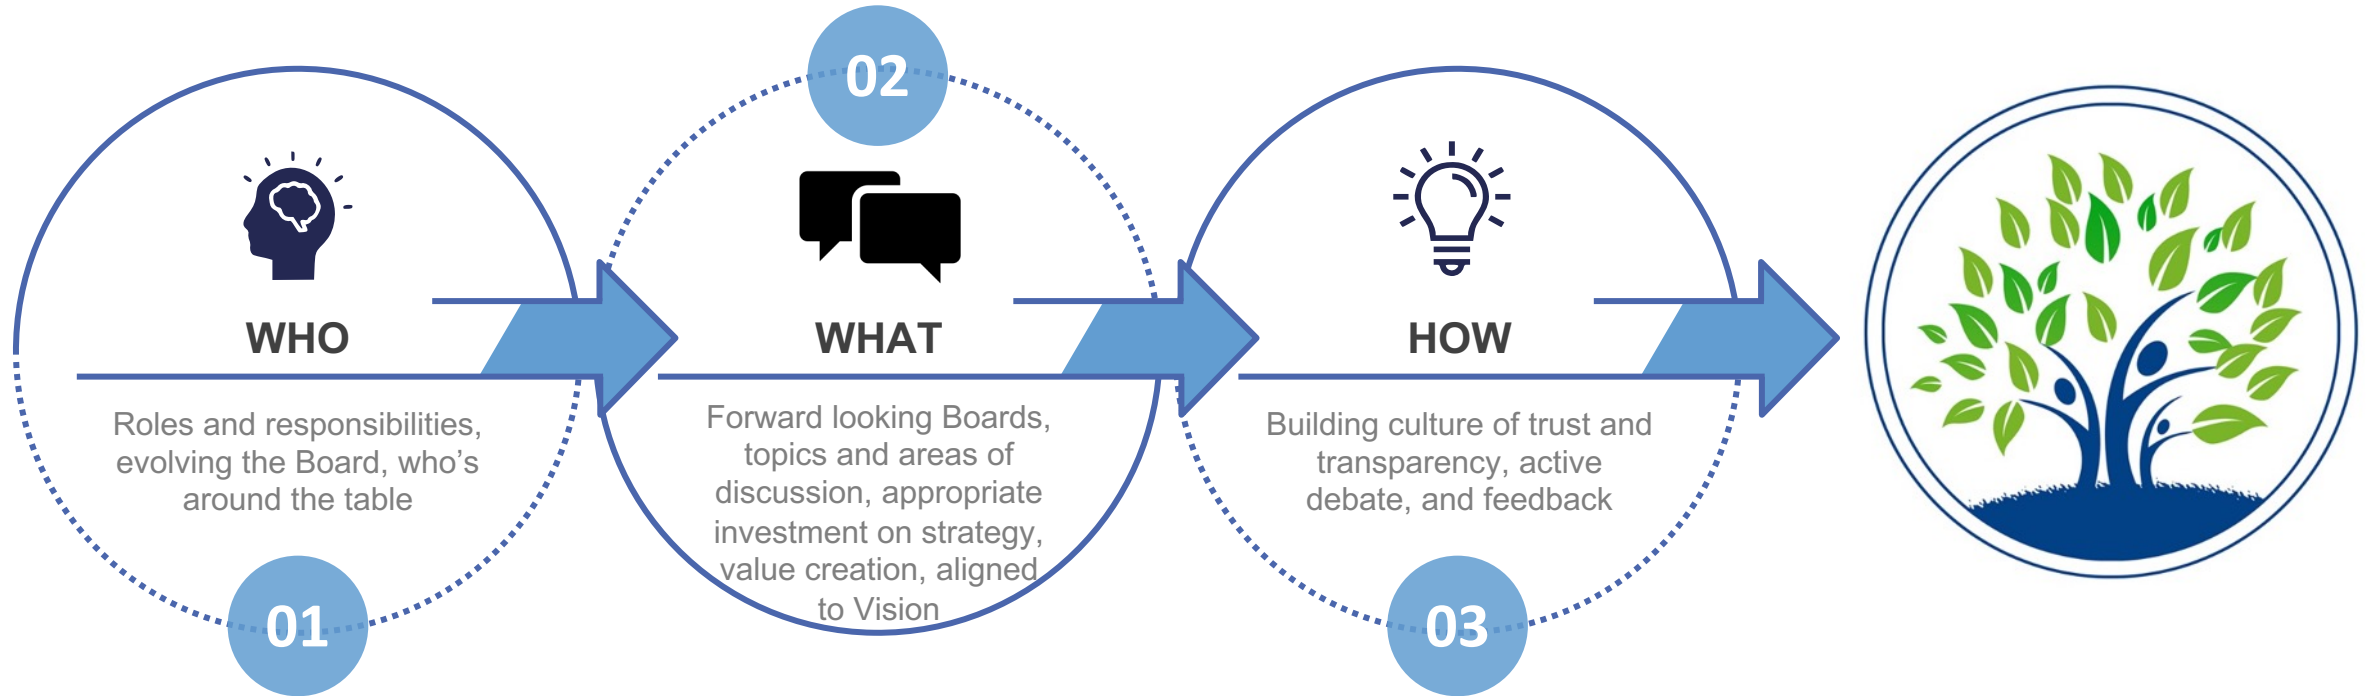 WHO
Roles and responsibilities,
evolving the Board, who’s
around the table
01
02
WHAT
Forward looking Boards,
topics and areas of
discussion, appropriate
investment on strategy,
value creation, aligned
to Vision
HOW
Building culture of trust and
transparency, active
debate, and feedback
03